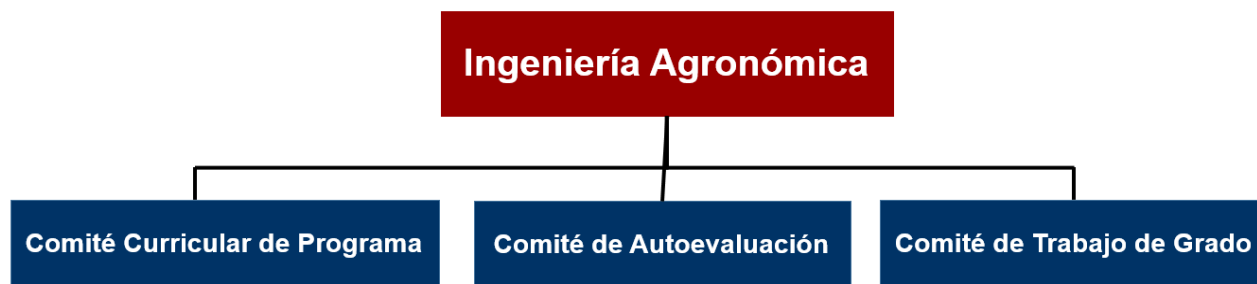 Ingeniería Agronómica
Comité Curricular de Programa
Comité de Autoevaluación
Comité de Trabajo de Grado